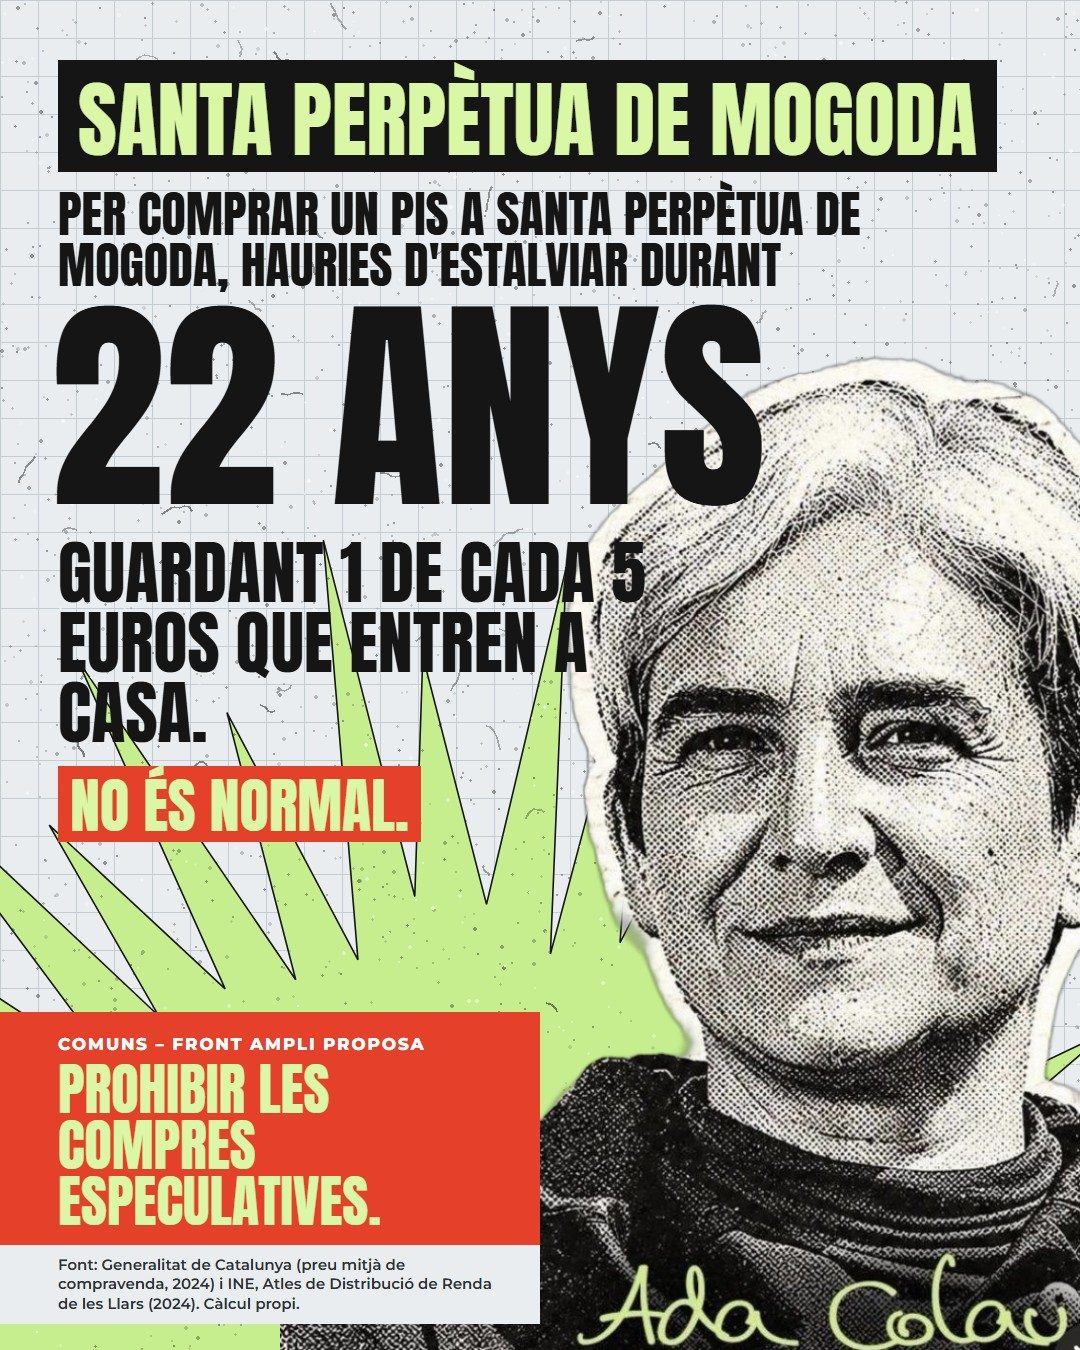 SANTA PERPÈTUA DE MOGODA
PER COMPRAR UN PIS A SANTA PERPÈTUA DE
MOGODA, HAURIES D'ESTALVIAR DURANT
22 ANYS
GUARDANT 1 DE CADA 5
EUROS QUE ENTREN A
CASA.
NO ÉS NORMAL.
COMUNS – FRONT AMPLI PROPOSA
PROHIBIR LES
COMPRES
ESPECULATIVES.
Font: Generalitat de Catalunya (preu mitjà de
compravenda, 2024) i INE, Atles de Distribució de Renda
de les Llars (2024). Càlcul propi.
Ada Colau